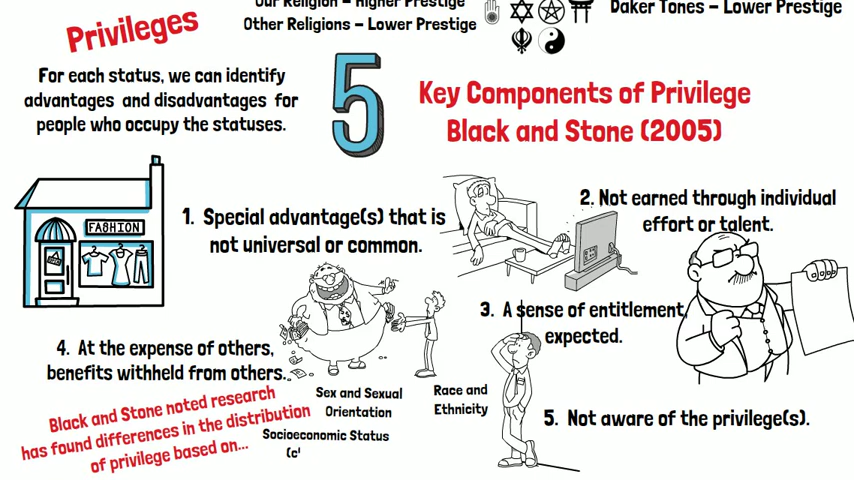 Our Religion – Higher Prestige
Other Religions – Lower Prestige
Daker Tones – Lower Prestige
Privileges
For each status, we can identify
advantages and disadvantages for
people who occupy the statuses.
5
Key Components of Privilege
Black and Stone (2005)
FASHION
1. Special advantage(s) that is
not universal or common.
2. Not earned through individual
effort or talent.
3. A sense of entitlement,
expected.
4. At the expense of others,
benefits withheld from others.
5. Not aware of the privilege(s).
Black and Stone noted research
has found differences in the distribution
of privilege based on...
Sex and Sexual
Orientation
Race and
Ethnicity
Socioeconomic Status